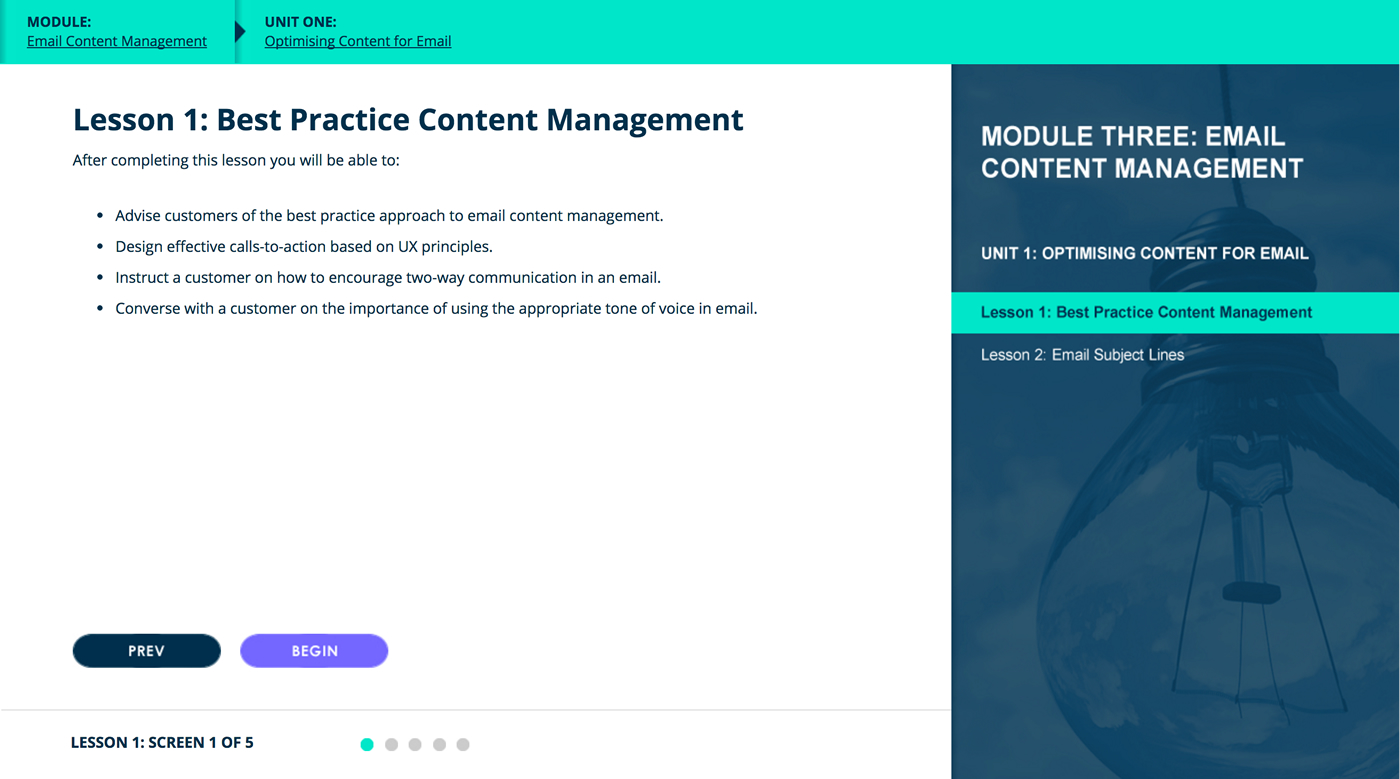 MODULE:
Email Content Management
UNIT ONE:
Optimising Content for Email
Lesson 1: Best Practice Content Management
After completing this lesson you will be able to:
• Advise customers of the best practice approach to email content management.
• Design effective calls-to-action based on UX principles.
• Instruct a customer on how to encourage two-way communication in an email.
• Converse with a customer on the importance of using the appropriate tone of voice in email.
PREV
BEGIN
LESSON 1: SCREEN 1 OF 5
MODULE THREE: EMAIL
CONTENT MANAGEMENT
UNIT 1: OPTIMISING CONTENT FOR EMAIL
Lesson 1: Best Practice Content Management
Lesson 2: Email Subject Lines